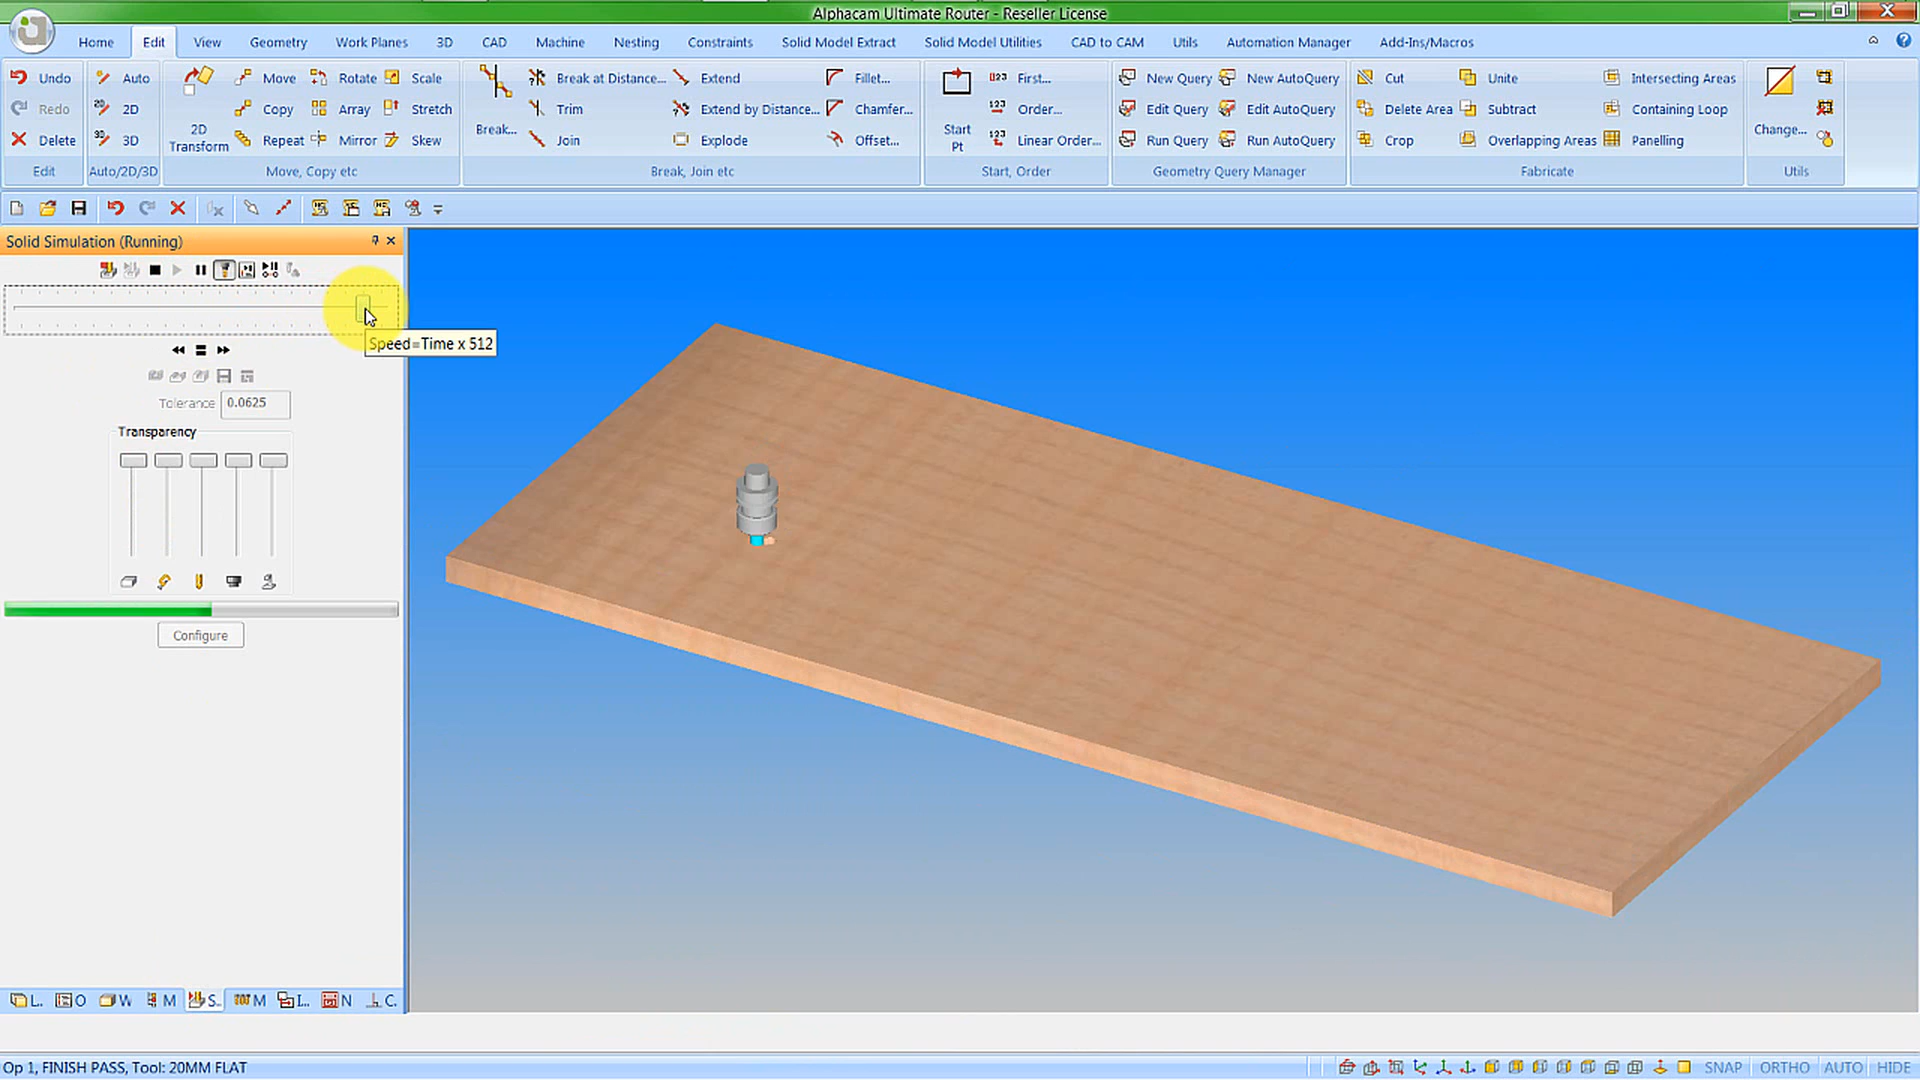 Alphacam Ultimate Router - Reseller License
Home Edit View Geometry Work Planes 3D CAD Machine Nesting Constraints Solid Model Extract Solid Model Utilities CAD to CAM Utils Automation Manager Add-Ins/Macros
Undo Auto Move Rotate Scale Break at Distance... Extend Fillet... First... New Query New AutoQuery Cut Unite Intersecting Areas
Redo 2D Copy Array Stretch Trim Extend by Distance... Chamfer... Order... Edit Query Edit AutoQuery Delete Area Subtract Containing Loop
2D Transform Break... Start Pt Change...
Delete 3D Repeat Mirror Skew Join Explode Offset... Linear Order... Run Query Run AutoQuery Crop Overlapping Areas Panelling
Edit Auto/2D/3D Move, Copy etc Break, Join etc Start, Order Geometry Query Manager Fabricate Utils
Solid Simulation (Running)
Speed=Time x 512
Tolerance 0.0625
Transparency
Configure
L.. O W M S.. M I... N C.
Op 1, FINISH PASS, Tool: 20MM FLAT
SNAP ORTHO AUTO HIDE